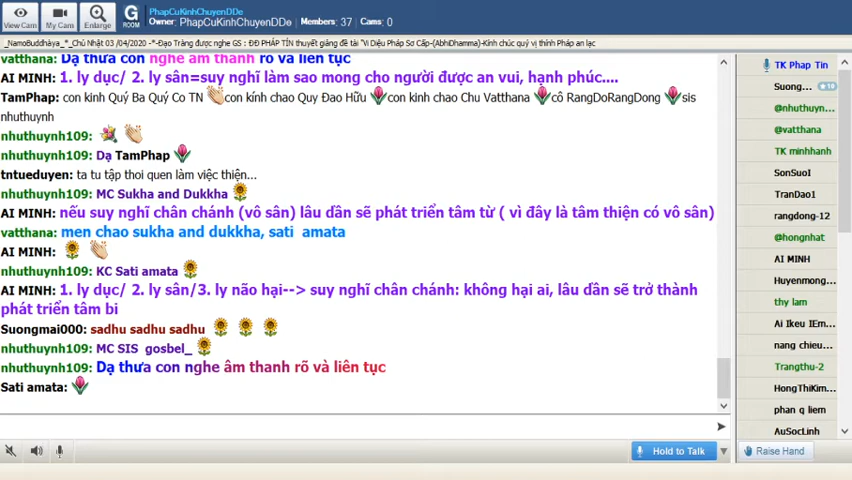 PhapCuKinhChuyenDDe
Owner: PhapCuKinhChuyenDDe Members: 37 Cams: 0
View Cam My Cam Enlarge G ROOM
_NamoBuddhàya_*_Chủ Nhật 03 /04/2020 -*-Đạo Tràng được nghe GS : ĐĐ PHÁP TÍN thuyết giảng đề tài "Vi Diệu Pháp Sơ Cấp-(AbhiDhamma)-Kính chúc quý vị thính Pháp an lạc
vatthana: Dạ thưa con nghe âm thanh rõ và liên tục
AI MINH: 1. ly dục/ 2. ly sân=suy nghĩ làm sao mong cho người được an vui, hạnh phúc....
TamPhap: con kinh Quý Ba Quý Co TN con kính chao Quy Đao Hữu con kinh chao Chu Vatthana cô RangDoRangDong sis
nhuthuynh
nhuthuynh109:
nhuthuynh109: Dạ TamPhap
tntueduyen: ta tu tập thoi quen làm việc thiện...
nhuthuynh109: MC Sukha and Dukkha
AI MINH: nếu suy nghĩ chân chánh (vô sân) lâu dần sẽ phát triển tâm từ ( vì đây là tâm thiện có vô sân)
vatthana: men chao sukha and dukkha, sati amata
AI MINH:
nhuthuynh109: KC Sati amata
AI MINH: 1. ly dục/ 2. ly sân/3. ly não hại--> suy nghĩ chân chánh: không hại ai, lâu dần sẽ trở thành
phát triển tâm bi
Suongmai000: sadhu sadhu sadhu
nhuthuynh109: MC SIS gosbel_
nhuthuynh109: Dạ thưa con nghe âm thanh rõ và liên tục
Sati amata:
Hold to Talk
TK Phap Tin
Suong... 10
@nhuthuyn...
@vatthana
TK minhhanh
SonSuoI
TranDao1
rangdong-12
@hongnhat
AI MINH
Huyenmong...
thy lam
Ai Ikeu IEm...
nang chieu...
Trangthu-2
HongThiKim...
phan q liem
AuSocLinh
Raise Hand